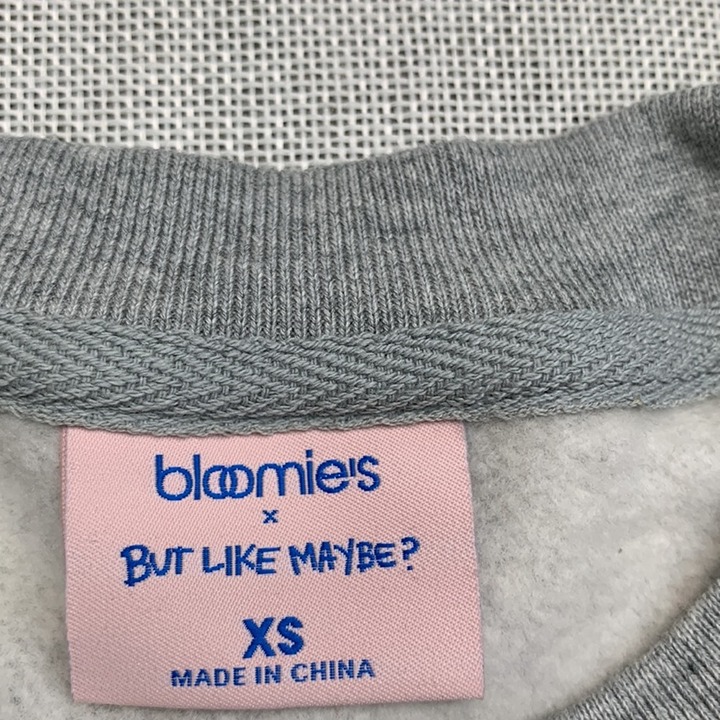 bloomie's
x
BUT LIKE MAYBE?
XS
MADE IN CHINA